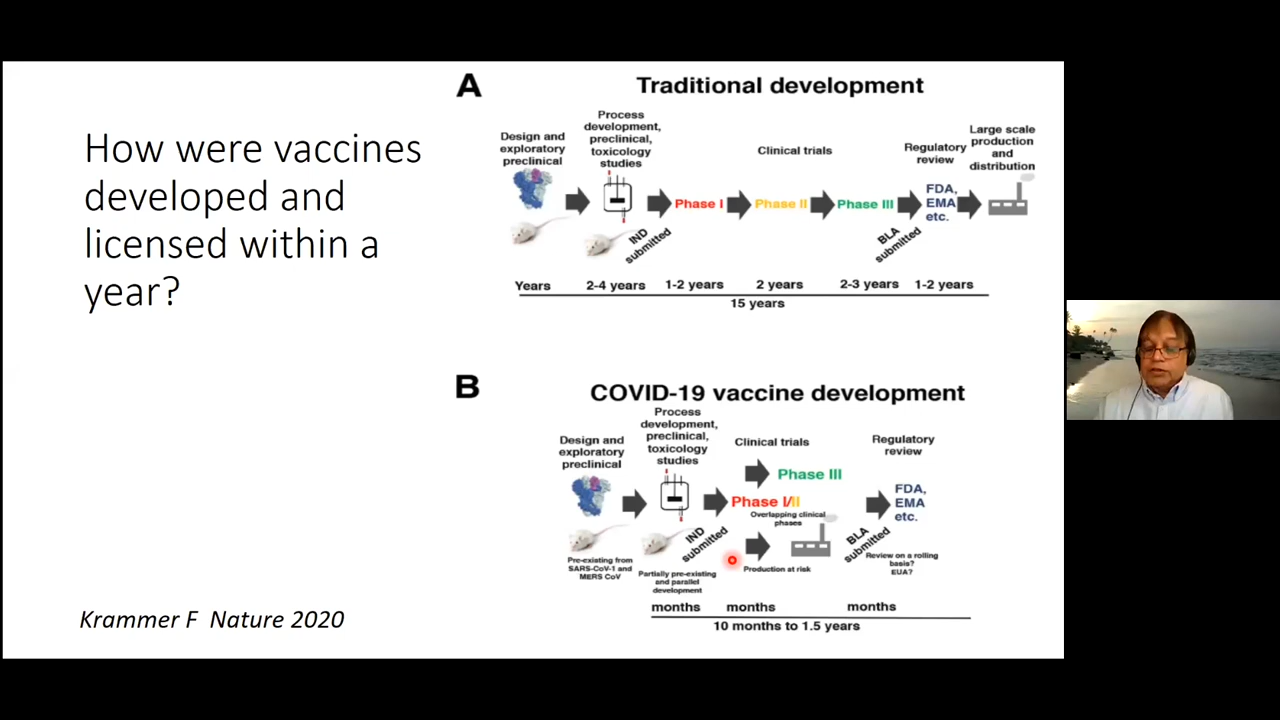 How were vaccines
developed and
licensed within a
year?
Krammer F Nature 2020
A
Traditional development
Design and
exploratory
preclinical
Process
development,
preclinical,
toxicology
studies
IND
submitted
Clinical trials
Phase I
Phase II
Phase III
BLA
submitted
Regulatory
review
FDA,
EMA
etc.
Large scale
production
and
distribution
Years
2-4 years
1-2 years
2 years
2-3 years
1-2 years
15 years
B
COVID-19 vaccine development
Design and
exploratory
preclinical
Pre-existing from
SARS-CoV-1 and
MERS CoV
Process
development,
preclinical,
toxicology
studies
IND
submitted
Partially pre-existing
and parallel
development
Clinical trials
Phase III
Phase I/II
Overlapping clinical
phases
Production at risk
BLA
submitted
Regulatory
review
FDA,
EMA
etc.
Review on a rolling
basis?
EUA?
months
months
months
10 months to 1.5 years